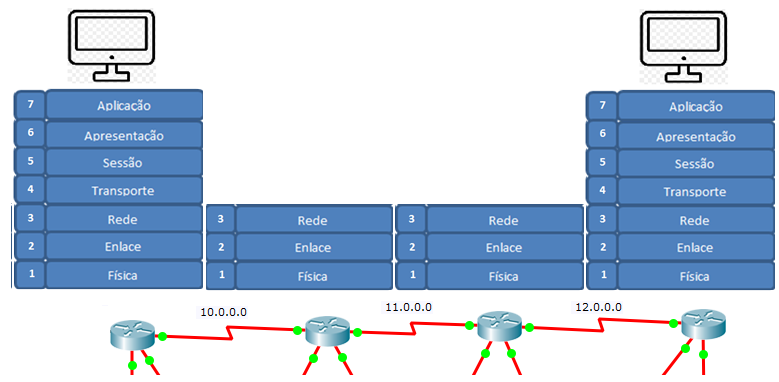 7 Aplicação
6 Apresentação
5 Sessão
4 Transporte
3 Rede
2 Enlace
1 Física
3 Rede
2 Enlace
1 Física
3 Rede
2 Enlace
1 Física
7 Aplicação
6 Apresentação
5 Sessão
4 Transporte
3 Rede
2 Enlace
1 Física
10.0.0.0
11.0.0.0
12.0.0.0